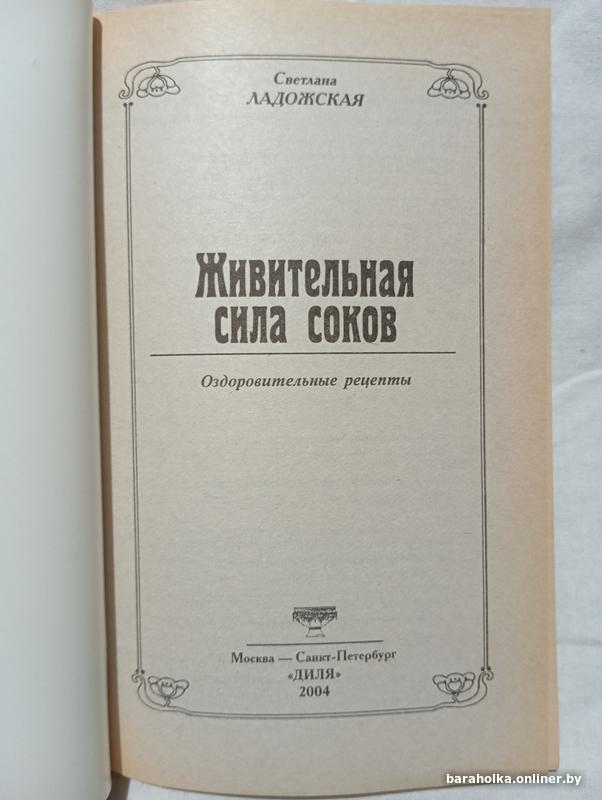 Светлана
ЛАДОЖСКАЯ
Живительная
сила соков
Оздоровительные рецепты
Москва — Санкт-Петербург
«ДИЛЯ»
2004
baraholka.onliner.by